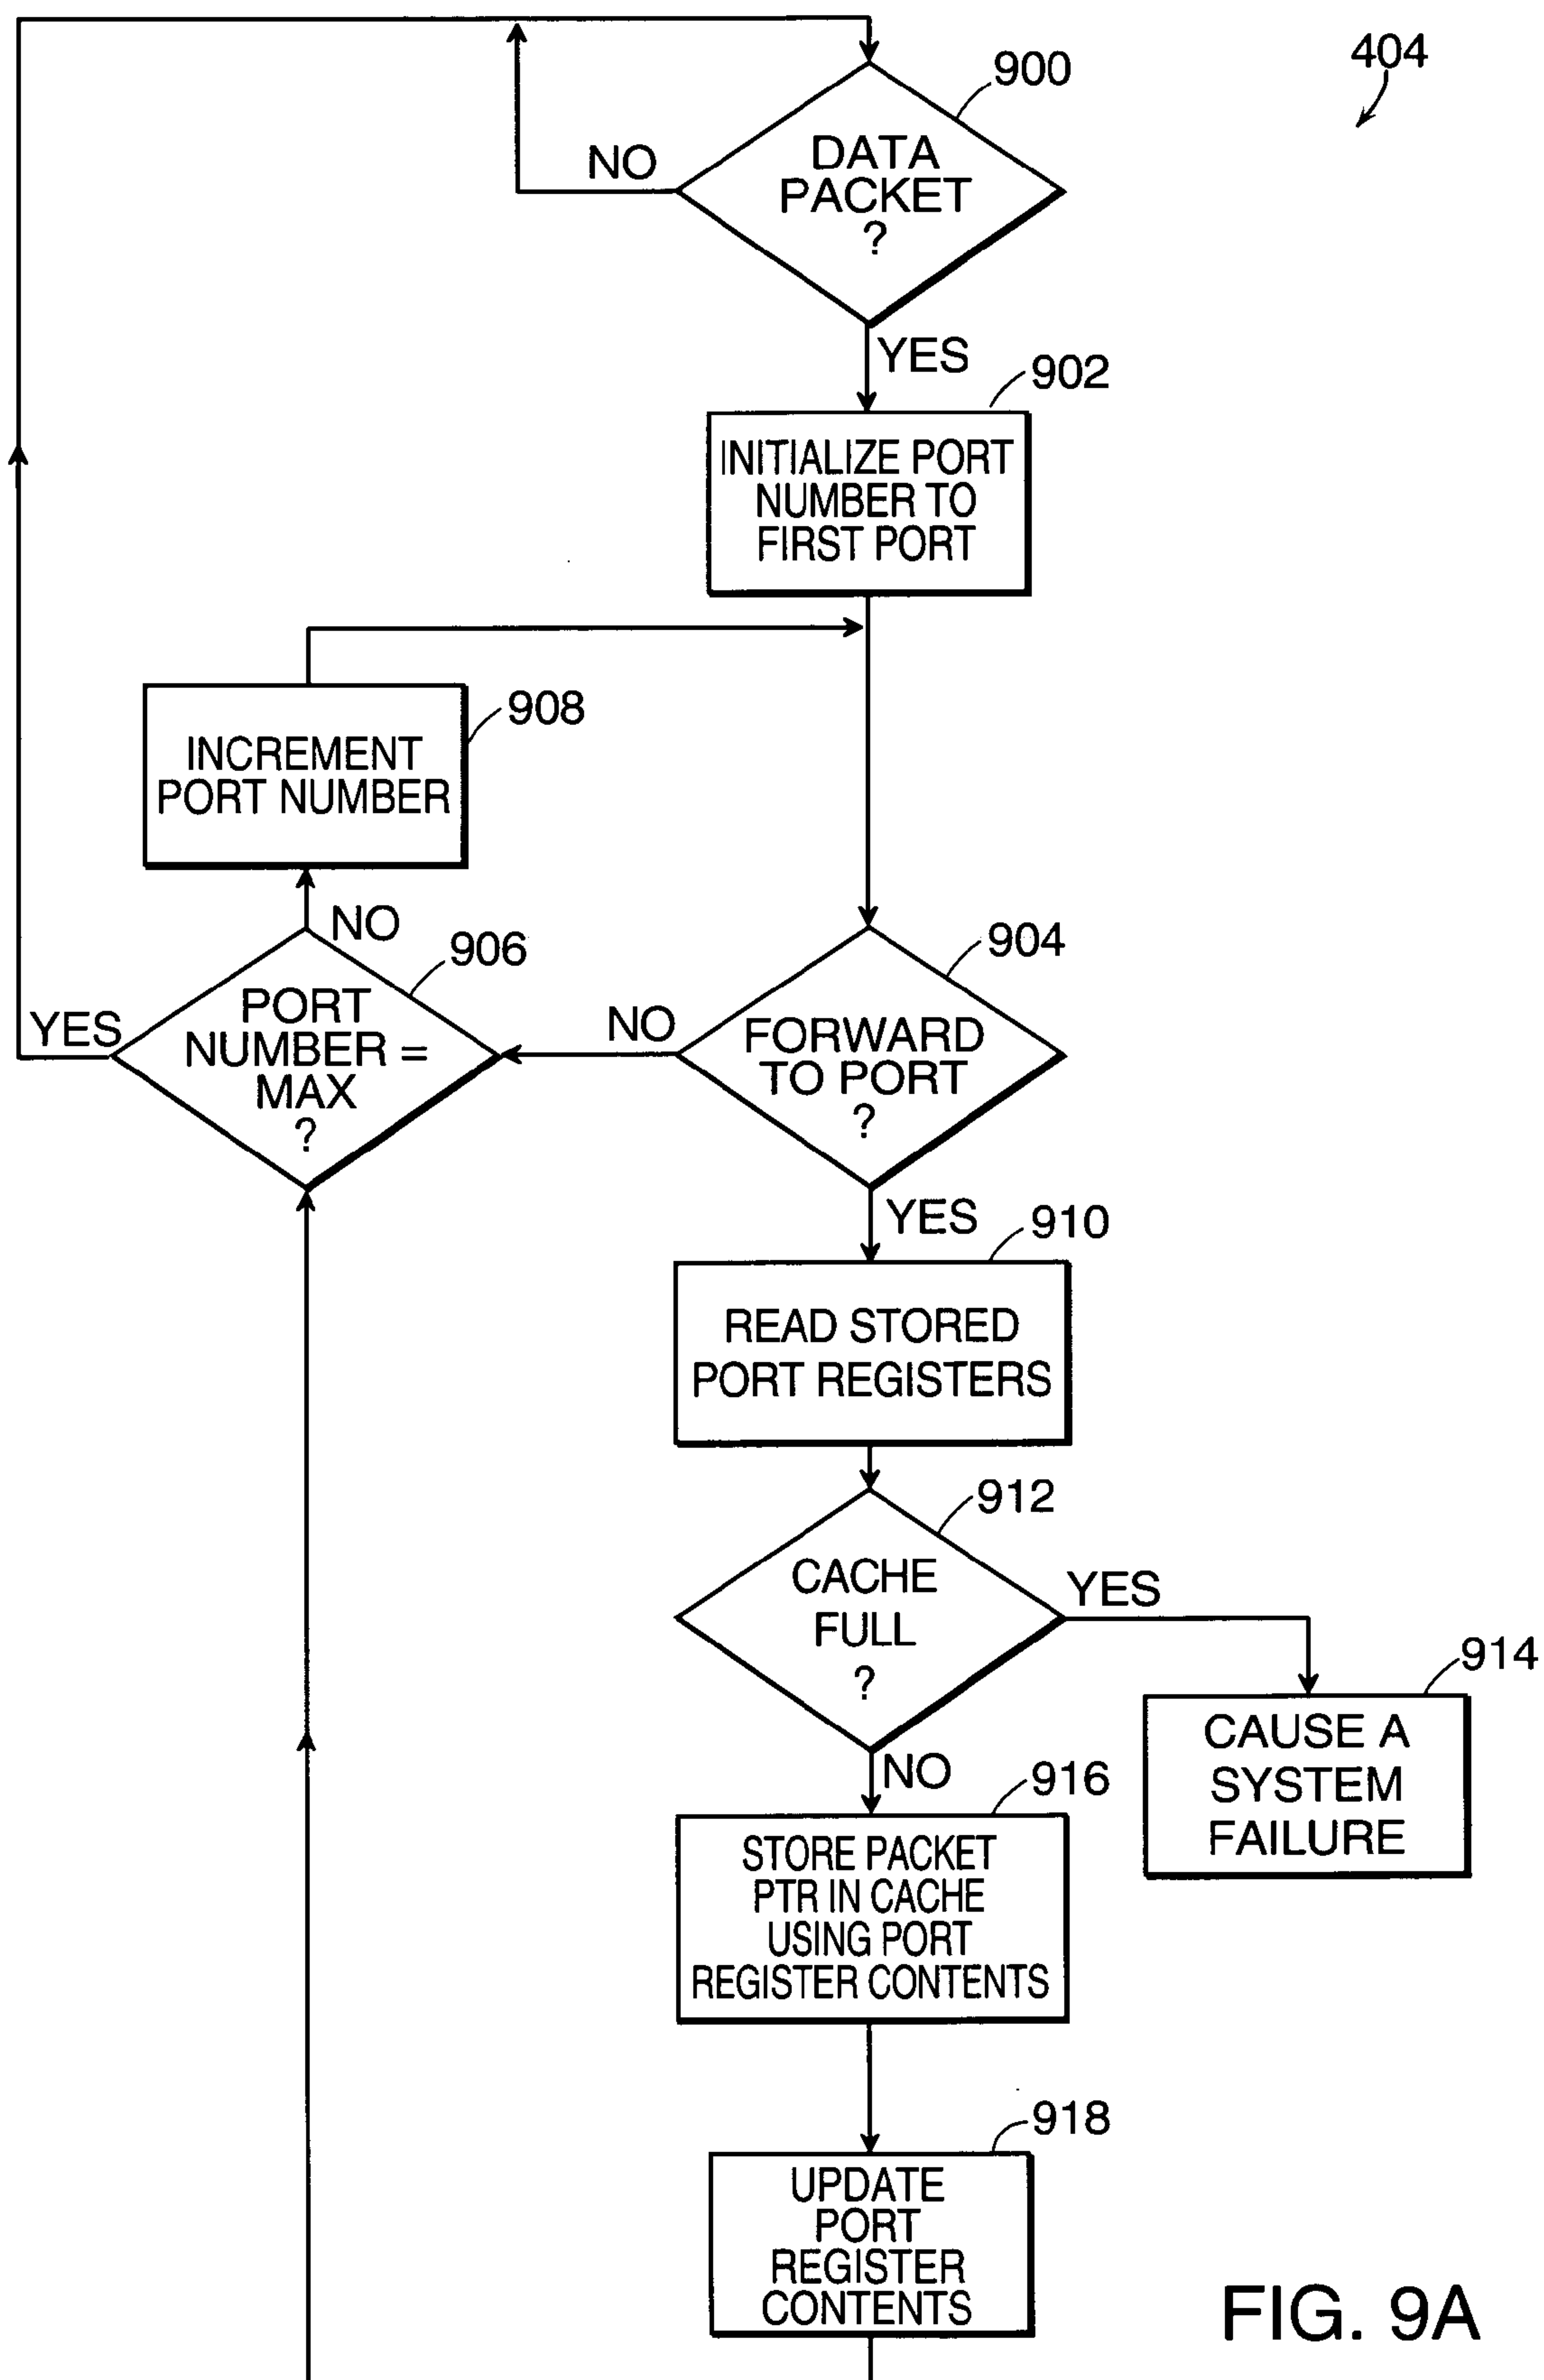 404
900
DATA
PACKET
?
NO
YES
902
INITIALIZE PORT
NUMBER TO
FIRST PORT
908
INCREMENT
PORT NUMBER
NO
906
PORT
NUMBER =
MAX
?
YES
NO
904
FORWARD
TO PORT
?
YES
910
READ STORED
PORT REGISTERS
912
CACHE
FULL
?
YES
914
CAUSE A
SYSTEM
FAILURE
NO
916
STORE PACKET
PTR IN CACHE
USING PORT
REGISTER CONTENTS
918
UPDATE
PORT
REGISTER
CONTENTS
FIG. 9A